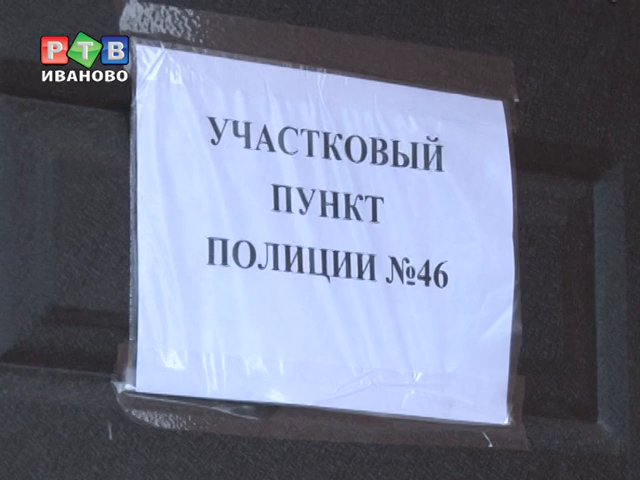 РТВ
ИВАНОВО
УЧАСТКОВЫЙ
ПУНКТ
ПОЛИЦИИ №46